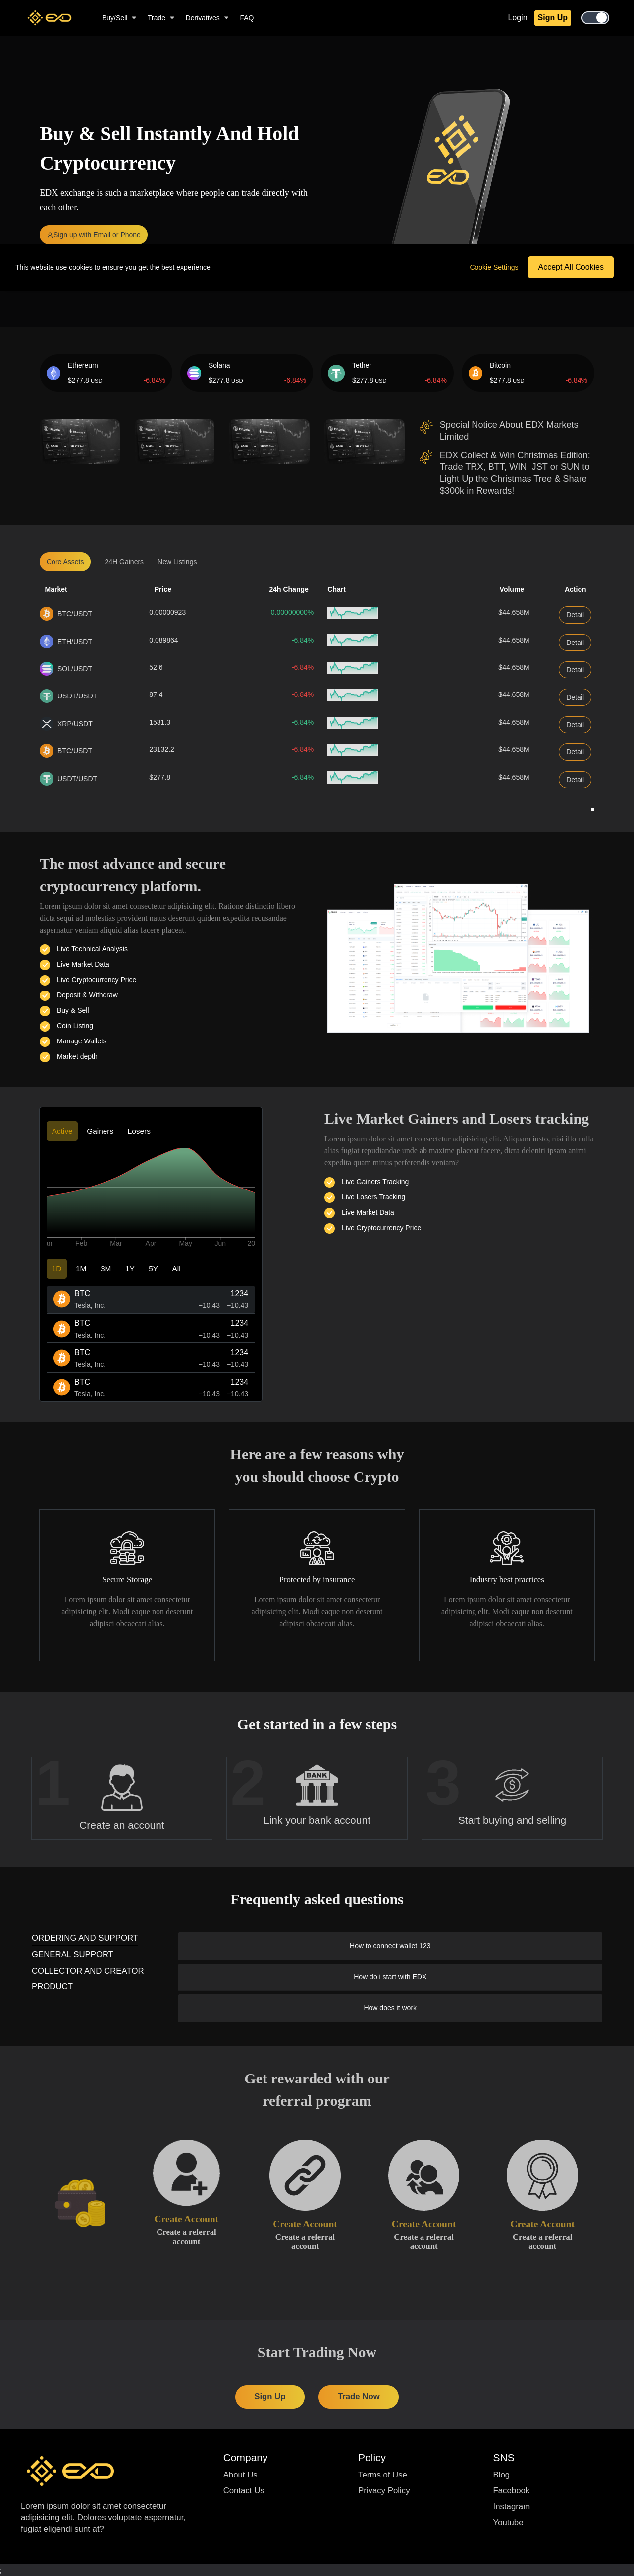 EXD
Buy/Sell Trade Derivatives FAQ
Login Sign Up
Buy & Sell Instantly And Hold
Cryptocurrency
EDX exchange is such a marketplace where people can trade directly with
each other.
Sign up with Email or Phone
EXD
This website use cookies to ensure you get the best experience
Cookie Settings Accept All Cookies
Ethereum
$277.8 USD -6.84%
Solana
$277.8 USD -6.84%
Tether
$277.8 USD -6.84%
Bitcoin
$277.8 USD -6.84%
Special Notice About EDX Markets
Limited
EDX Collect & Win Christmas Edition:
Trade TRX, BTT, WIN, JST or SUN to
Light Up the Christmas Tree & Share
$300k in Rewards!
Core Assets 24H Gainers New Listings
Market Price 24h Change Chart Volume Action
BTC/USDT 0.00000923 0.00000000% $44.658M Detail
ETH/USDT 0.089864 -6.84% $44.658M Detail
SOL/USDT 52.6 -6.84% $44.658M Detail
USDT/USDT 87.4 -6.84% $44.658M Detail
XRP/USDT 1531.3 -6.84% $44.658M Detail
BTC/USDT 23132.2 -6.84% $44.658M Detail
USDT/USDT $277.8 -6.84% $44.658M Detail
The most advance and secure
cryptocurrency platform.
Lorem ipsum dolor sit amet consectetur adipisicing elit. Ratione distinctio libero
dicta sequi ad molestias provident natus deserunt quidem expedita recusandae
aspernatur veniam aliquid alias facere placeat.
Live Technical Analysis
Live Market Data
Live Cryptocurrency Price
Deposit & Withdraw
Buy & Sell
Coin Listing
Manage Wallets
Market depth
Active Gainers Losers
an Feb Mar Apr May Jun 20
1D 1M 3M 1Y 5Y All
BTC 1234
Tesla, Inc. −10.43 −10.43
BTC 1234
Tesla, Inc. −10.43 −10.43
BTC 1234
Tesla, Inc. −10.43 −10.43
BTC 1234
Tesla, Inc. −10.43 −10.43
Live Market Gainers and Losers tracking
Lorem ipsum dolor sit amet consectetur adipisicing elit. Aliquam iusto, nisi illo nulla
alias fugiat repudiandae unde ab maxime placeat facere, dicta deleniti ipsam animi
expedita quam minus perferendis veniam?
Live Gainers Tracking
Live Losers Tracking
Live Market Data
Live Cryptocurrency Price
Here are a few reasons why
you should choose Crypto
Secure Storage
Lorem ipsum dolor sit amet consectetur
adipisicing elit. Modi eaque non deserunt
adipisci obcaecati alias.
Protected by insurance
Lorem ipsum dolor sit amet consectetur
adipisicing elit. Modi eaque non deserunt
adipisci obcaecati alias.
Industry best practices
Lorem ipsum dolor sit amet consectetur
adipisicing elit. Modi eaque non deserunt
adipisci obcaecati alias.
Get started in a few steps
1
Create an account
2
BANK
Link your bank account
3
Start buying and selling
Frequently asked questions
ORDERING AND SUPPORT
GENERAL SUPPORT
COLLECTOR AND CREATOR
PRODUCT
How to connect wallet 123
How do i start with EDX
How does it work
Get rewarded with our
referral program
Create Account
Create a referral
account
Create Account
Create a referral
account
Create Account
Create a referral
account
Create Account
Create a referral
account
Start Trading Now
Sign Up Trade Now
EXD
Lorem ipsum dolor sit amet consectetur
adipisicing elit. Dolores voluptate aspernatur,
fugiat eligendi sunt at?
Company
About Us
Contact Us
Policy
Terms of Use
Privacy Policy
SNS
Blog
Facebook
Instagram
Youtube
;